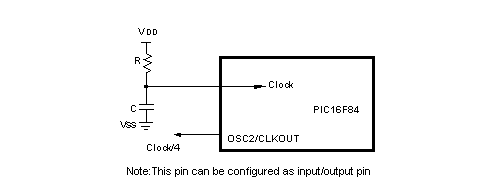 VDD
R
Clock
C
PIC16F84
VSS
OSC2/CLKOUT
Clock/4
Note:This pin can be configured as input/output pin